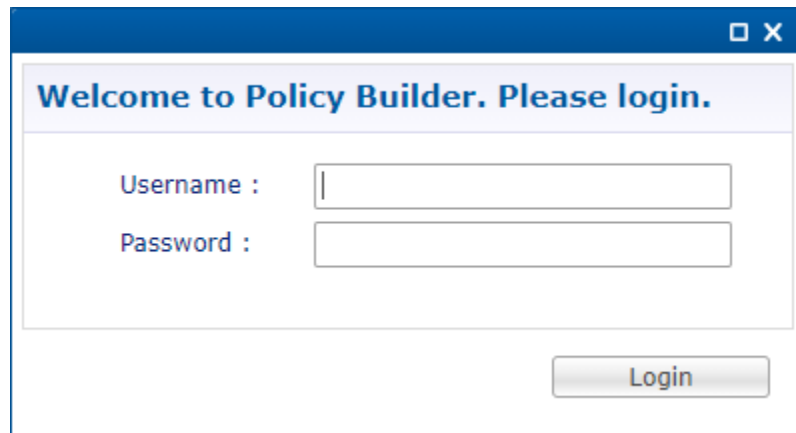 Welcome to Policy Builder. Please login.
Username :
Password :
Login